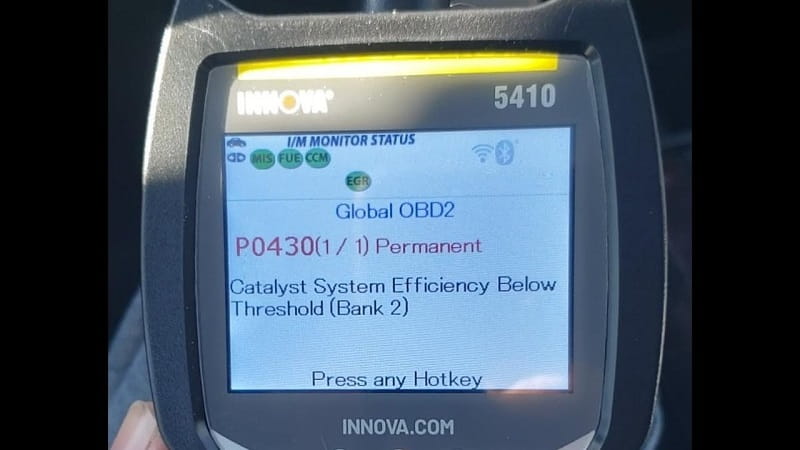 INNOVA®
5410
I/M MONITOR STATUS
MIS FUE CCM
EGR
Global OBD2
P0430(1 / 1) Permanent
Catalyst System Efficiency Below
Threshold (Bank 2)
Press any Hotkey
INNOVA.COM